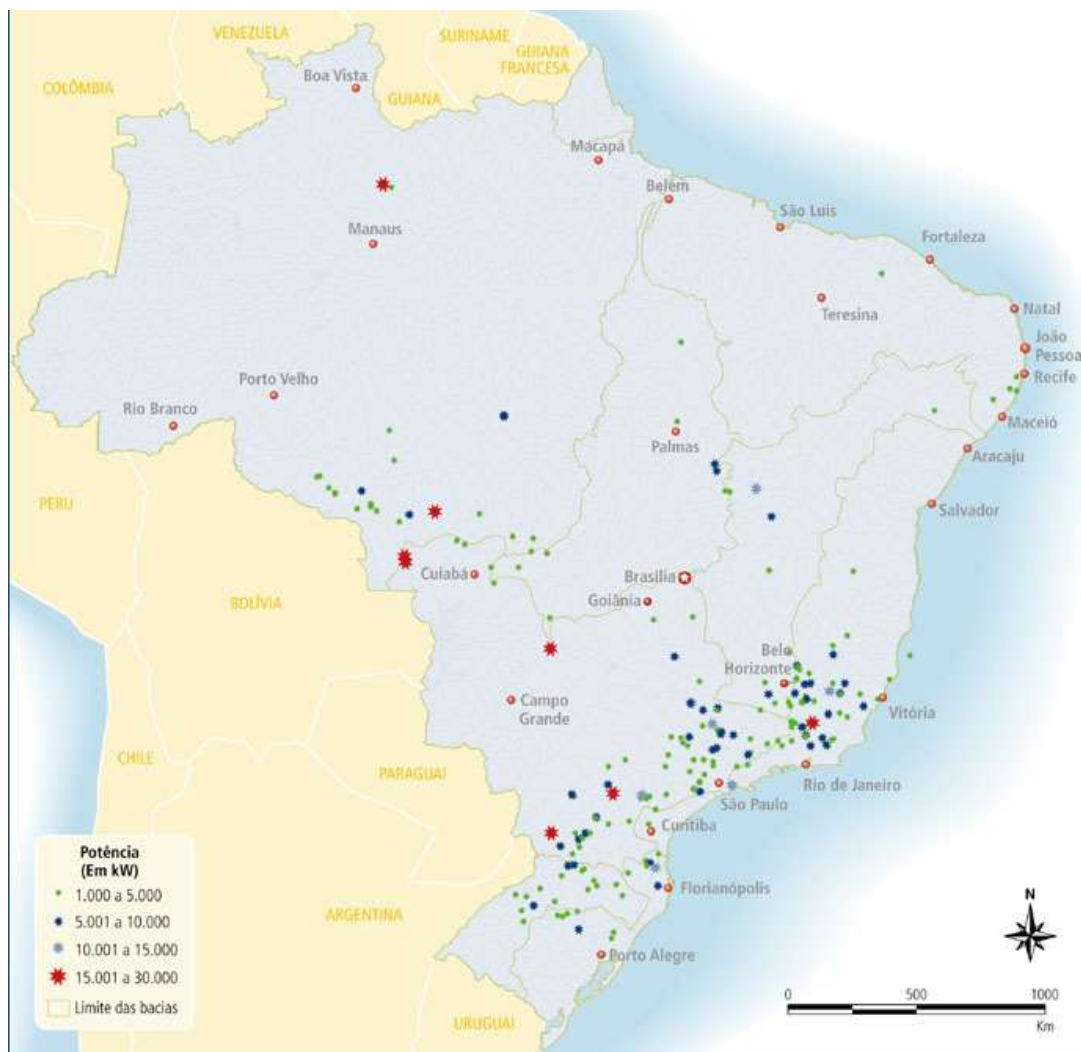 VENEZUELA
SURINAME
GUIANA
FRANCESA
COLÔMBIA
Boa Vista
GUIANA
Macapá
Belém
São Luis
Manaus
Fortaleza
Teresina
Natal
João
Pessoa
Recife
Porto Velho
Rio Branco
Maceió
Palmas
Aracaju
PERU
Salvador
Cuiabá
Brasília
Goiânia
BOLÍVIA
Belo
Horizonte
Campo
Grande
Vitória
CHILE
PARAGUAI
Rio de Janeiro
São Paulo
Curitiba
Potência
(Em kW)
1.000 a 5.000
5.001 a 10.000
10.001 a 15.000
15.001 a 30.000
Limite das bacias
Florianópolis
ARGENTINA
N
Porto Alegre
URUGUAI
0 500 1000
Km